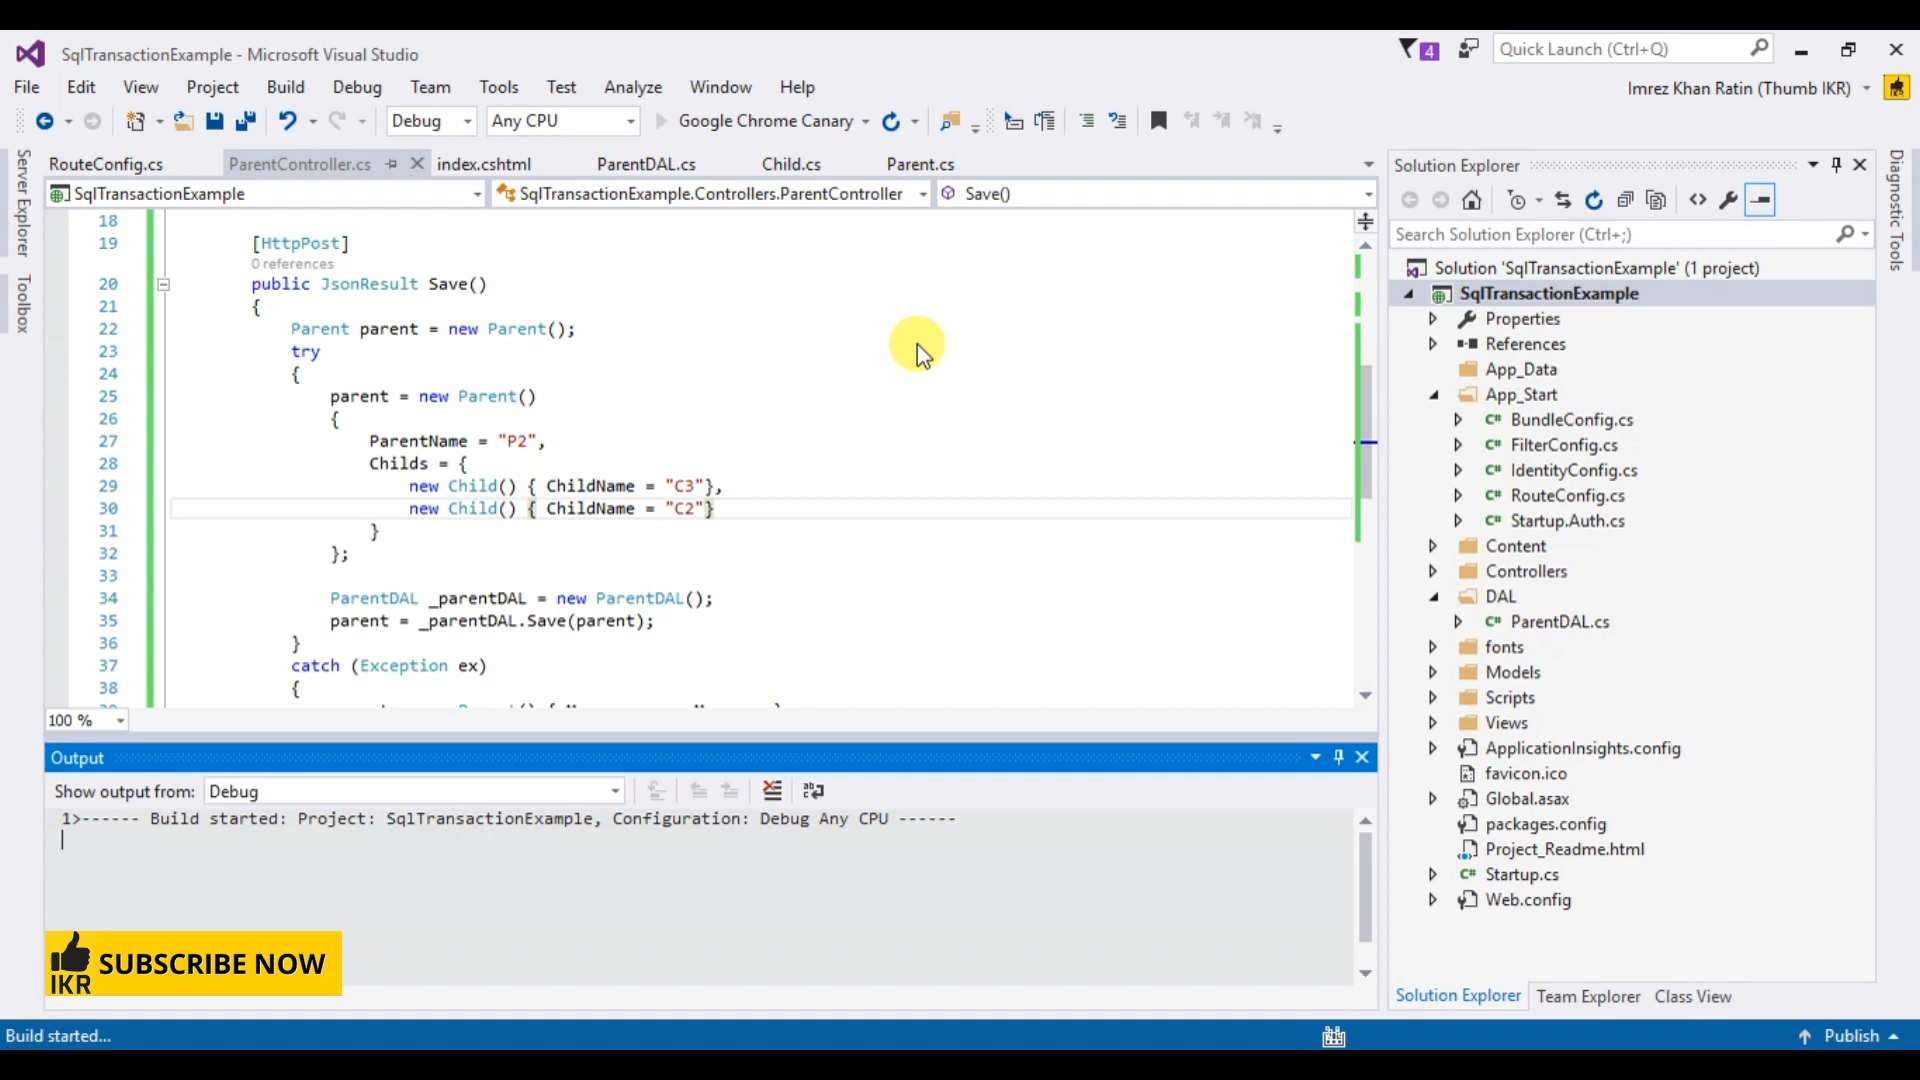 SqlTransactionExample - Microsoft Visual Studio
4
Quick Launch (Ctrl+Q)
File Edit View Project Build Debug Team Tools Test Analyze Window Help
Imrez Khan Ratin (Thumb IKR)
IKR
Debug Any CPU Google Chrome Canary
Server Explorer
Toolbox
RouteConfig.cs ParentController.cs index.cshtml ParentDAL.cs Child.cs Parent.cs
SqlTransactionExample SqlTransactionExample.Controllers.ParentController Save()
18
19 [HttpPost]
0 references
20 public JsonResult Save()
21 {
22 Parent parent = new Parent();
23 try
24 {
25 parent = new Parent()
26 {
27 ParentName = "P2",
28 Childs = {
29 new Child() { ChildName = "C3"},
30 new Child() { ChildName = "C2"}
31 }
32 };
33
34 ParentDAL _parentDAL = new ParentDAL();
35 parent = _parentDAL.Save(parent);
36 }
37 catch (Exception ex)
38 {
100 %
Output
Show output from: Debug
1>------ Build started: Project: SqlTransactionExample, Configuration: Debug Any CPU ------
IKR SUBSCRIBE NOW
Solution Explorer
Search Solution Explorer (Ctrl+;)
Solution 'SqlTransactionExample' (1 project)
SqlTransactionExample
Properties
References
App_Data
App_Start
C# BundleConfig.cs
C# FilterConfig.cs
C# IdentityConfig.cs
C# RouteConfig.cs
C# Startup.Auth.cs
Content
Controllers
DAL
C# ParentDAL.cs
fonts
Models
Scripts
Views
ApplicationInsights.config
favicon.ico
Global.asax
packages.config
Project_Readme.html
C# Startup.cs
Web.config
Solution Explorer Team Explorer Class View
Diagnostic Tools
Build started...
Publish